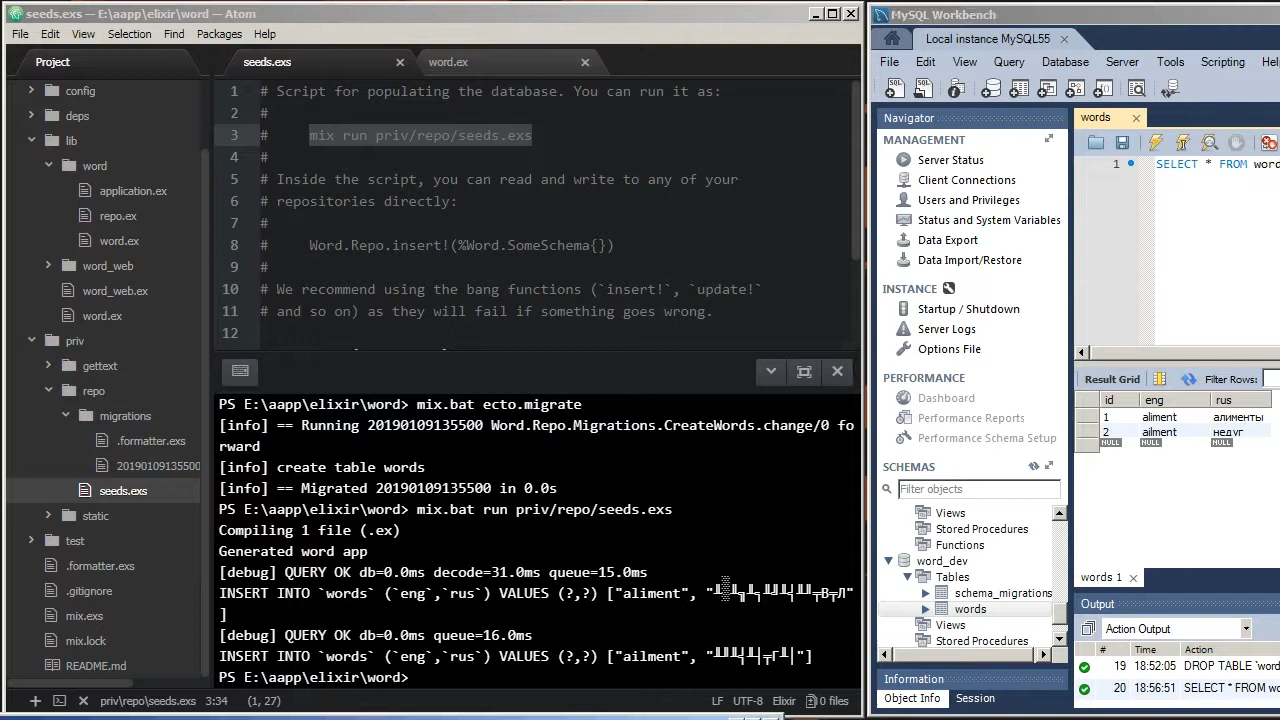 seeds.exs — E:\aapp\elixir\word — Atom
File Edit View Selection Find Packages Help
Project
seeds.exs
word.ex
config
deps
lib
word
application.ex
repo.ex
word.ex
word_web
word_web.ex
word.ex
priv
gettext
repo
migrations
.formatter.exs
20190109135500
seeds.exs
static
test
.formatter.exs
.gitignore
mix.exs
mix.lock
README.md
1 # Script for populating the database. You can run it as:
2 #
3 # mix run priv/repo/seeds.exs
4 #
5 # Inside the script, you can read and write to any of your
6 # repositories directly:
7 #
8 # Word.Repo.insert!(%Word.SomeSchema{})
9 #
10 # We recommend using the bang functions (`insert!`, `update!`
11 # and so on) as they will fail if something goes wrong.
12
PS E:\aapp\elixir\word> mix.bat ecto.migrate
[info] == Running 20190109135500 Word.Repo.Migrations.CreateWords.change/0 fo
rward
[info] create table words
[info] == Migrated 20190109135500 in 0.0s
PS E:\aapp\elixir\word> mix.bat run priv/repo/seeds.exs
Compiling 1 file (.ex)
Generated word app
[debug] QUERY OK db=0.0ms decode=31.0ms queue=15.0ms
INSERT INTO `words` (`eng`,`rus`) VALUES (?,?) ["aliment", "
]
[debug] QUERY OK db=0.0ms queue=16.0ms
INSERT INTO `words` (`eng`,`rus`) VALUES (?,?) ["ailment", "
PS E:\aapp\elixir\word>
priv\repo\seeds.exs 3:34 (1, 27) LF UTF-8 Elixir 0 files
MySQL Workbench
Local instance MySQL55
File Edit View Query Database Server Tools Scripting
Navigator
MANAGEMENT
Server Status
Client Connections
Users and Privileges
Status and System Variables
Data Export
Data Import/Restore
INSTANCE
Startup / Shutdown
Server Logs
Options File
PERFORMANCE
Dashboard
Performance Reports
Performance Schema Setup
SCHEMAS
Filter objects
Views
Stored Procedures
Functions
word_dev
Tables
schema_migrations
words
Views
Stored Procedures
Information
Object Info Session
words
1 SELECT * FROM
Result Grid Filter Rows:
id eng rus
1 aliment алименты
2 ailment недуг
NULL NULL NULL
words 1
Output
Action Output
# Time Action
19 18:52:05 DROP TABLE
20 18:56:51 SELECT * FROM